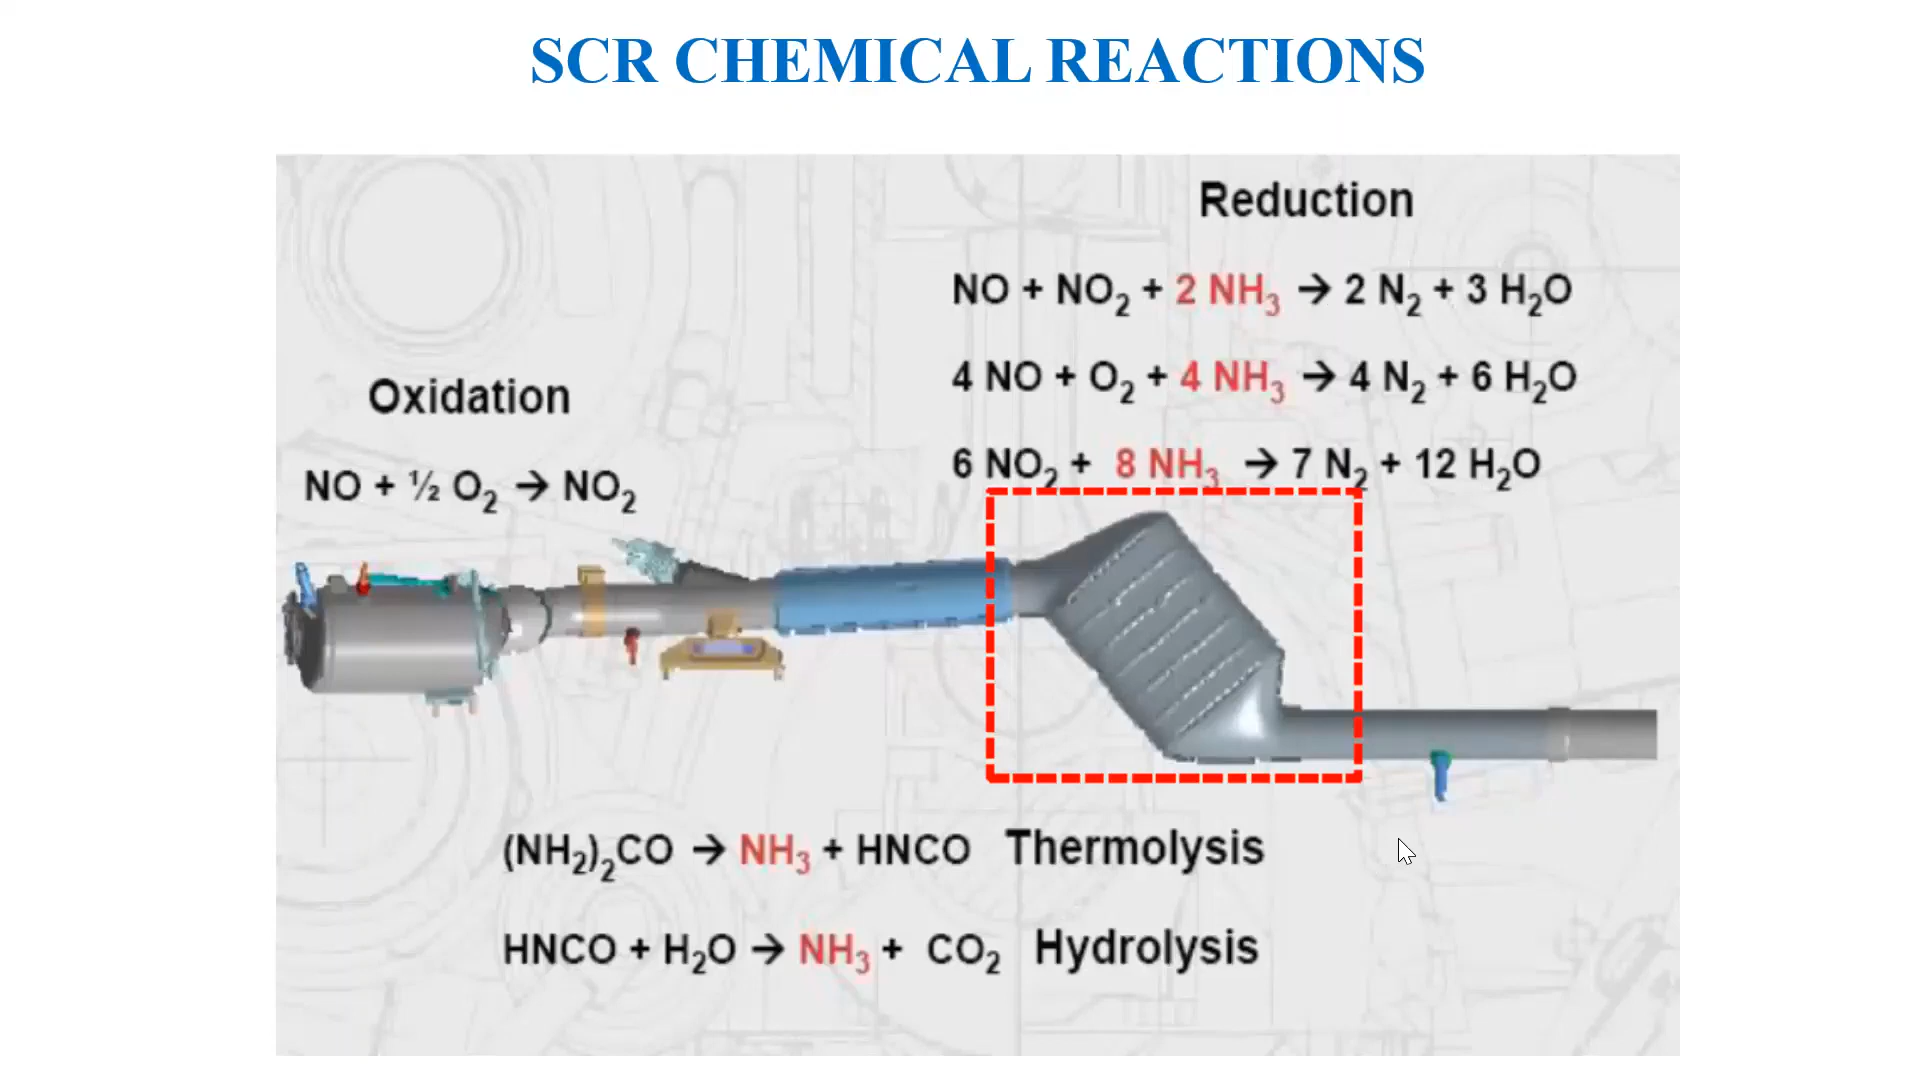 SCR CHEMICAL REACTIONS
Reduction
NO + NO₂ + 2 NH₃ → 2 N₂ + 3 H₂O
4 NO + O₂ + 4 NH₃ → 4 N₂ + 6 H₂O
6 NO₂ + 8 NH₃ → 7 N₂ + 12 H₂O
Oxidation
NO + ½ O₂ → NO₂
(NH₂)₂CO → NH₃ + HNCO Thermolysis
HNCO + H₂O → NH₃ + CO₂ Hydrolysis